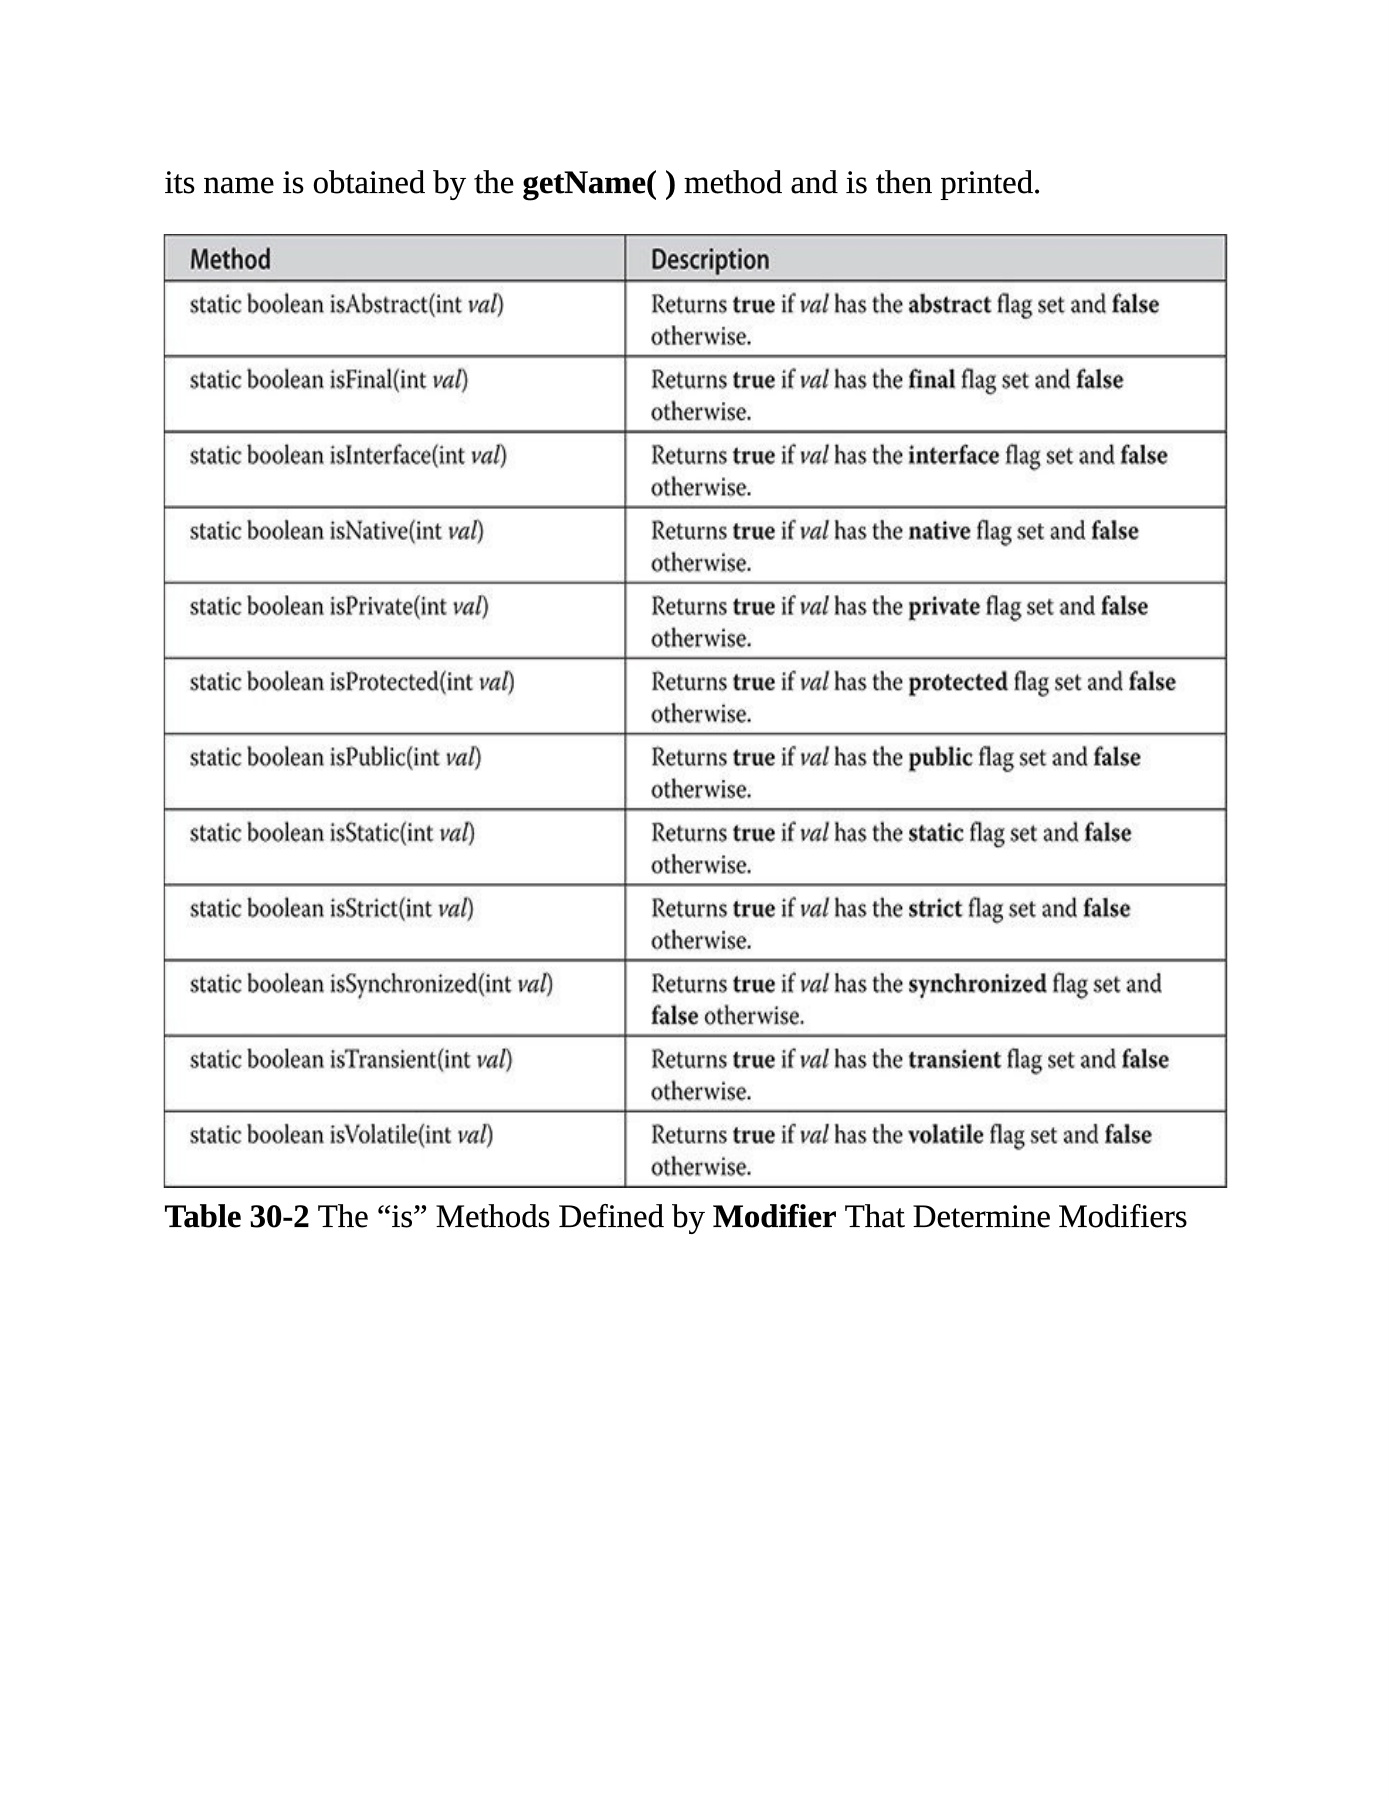 its name is obtained by the getName( ) method and is then printed.
Method Description
static boolean isAbstract(int val) Returns true if val has the abstract flag set and false
otherwise.
static boolean isFinal(int val) Returns true if val has the final flag set and false
otherwise.
static boolean isInterface(int val) Returns true if val has the interface flag set and false
otherwise.
static boolean isNative(int val) Returns true if val has the native flag set and false
otherwise.
static boolean isPrivate(int val) Returns true if val has the private flag set and false
otherwise.
static boolean isProtected(int val) Returns true if val has the protected flag set and false
otherwise.
static boolean isPublic(int val) Returns true if val has the public flag set and false
otherwise.
static boolean isStatic(int val) Returns true if val has the static flag set and false
otherwise.
static boolean isStrict(int val) Returns true if val has the strict flag set and false
otherwise.
static boolean isSynchronized(int val) Returns true if val has the synchronized flag set and
false otherwise.
static boolean isTransient(int val) Returns true if val has the transient flag set and false
otherwise.
static boolean isVolatile(int val) Returns true if val has the volatile flag set and false
otherwise.
Table 30-2 The “is” Methods Defined by Modifier That Determine Modifiers